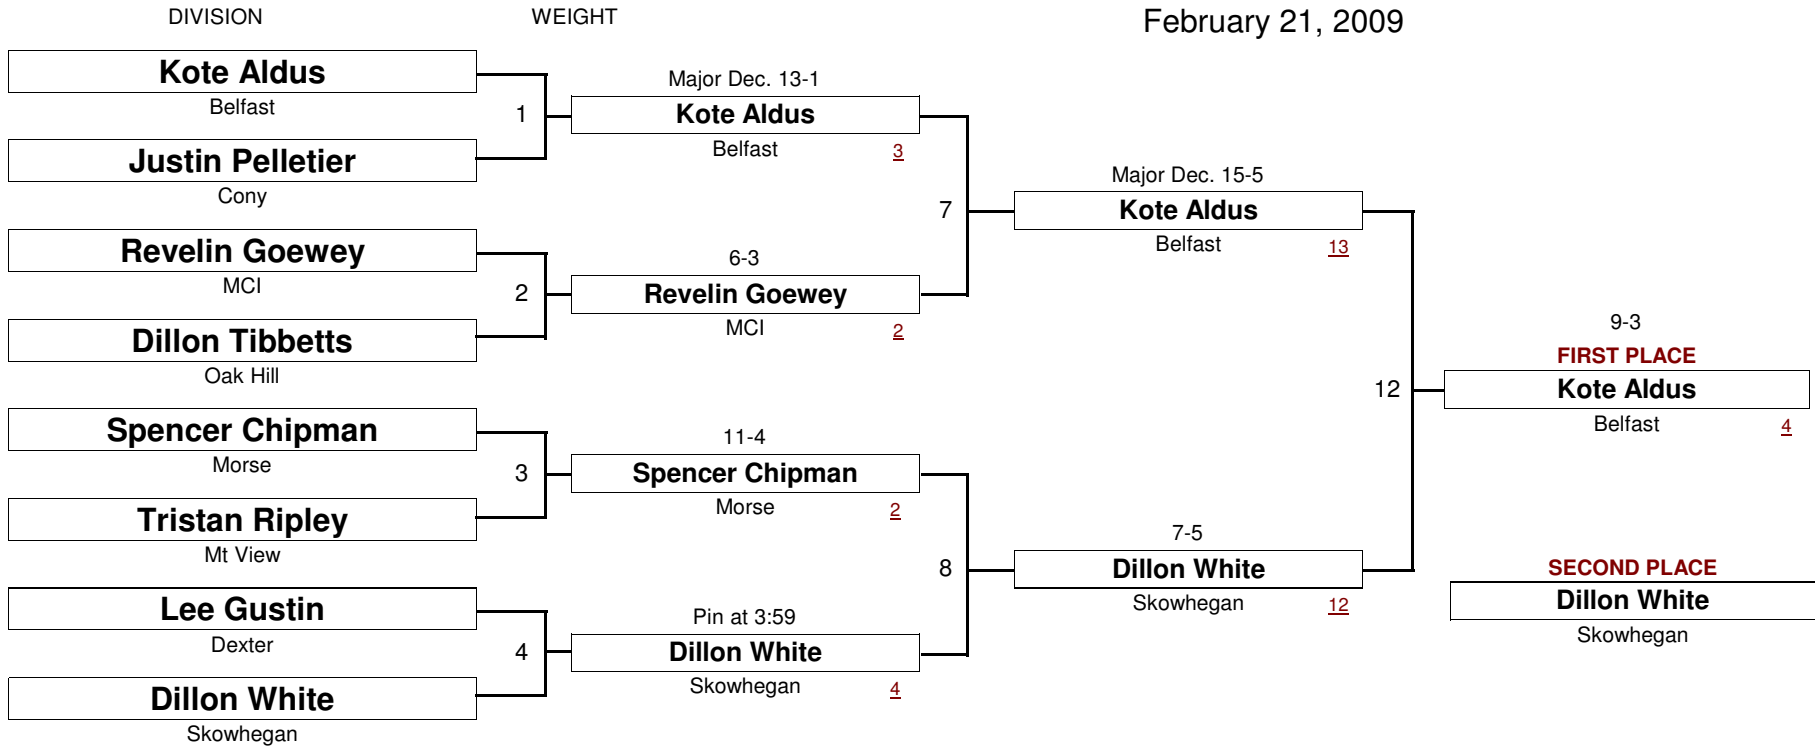 DIVISION
WEIGHT
February 21, 2009
Kote Aldus
Belfast
1
Justin Pelletier
Cony
Revelin Goewey
MCI
2
Dillon Tibbetts
Oak Hill
Spencer Chipman
Morse
3
Tristan Ripley
Mt View
Lee Gustin
Dexter
4
Dillon White
Skowhegan
Major Dec. 13-1
Kote Aldus
Belfast 3
7
6-3
Revelin Goewey
MCI 2
11-4
Spencer Chipman
Morse 2
8
Pin at 3:59
Dillon White
Skowhegan 4
Major Dec. 15-5
Kote Aldus
Belfast 13
12
7-5
Dillon White
Skowhegan 12
9-3
FIRST PLACE
Kote Aldus
Belfast 4
SECOND PLACE
Dillon White
Skowhegan